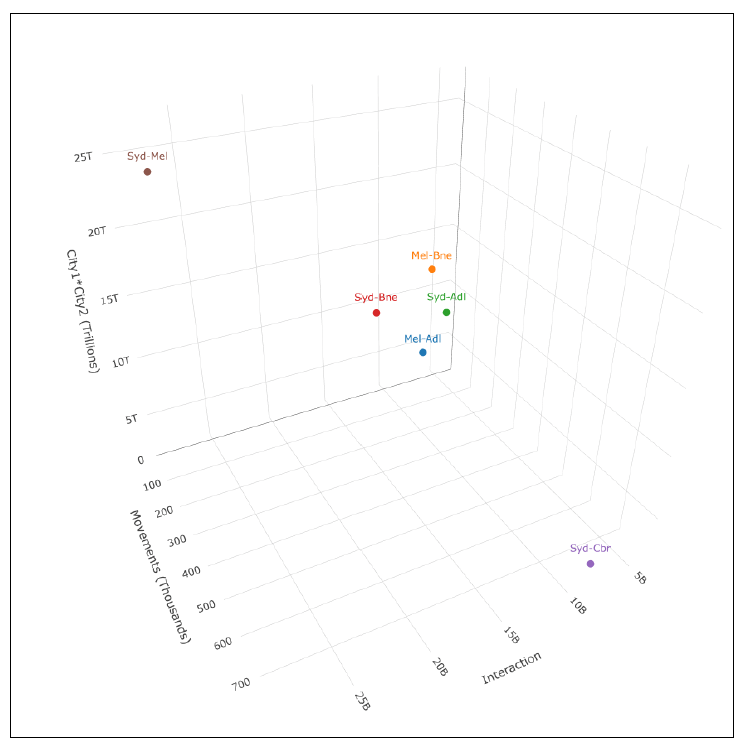 25T
Syd-Mel
20T
15T
10T
5T
0
City1*City2 (Trillions)
Mel-Bne
Syd-Bne
Syd-Adl
Mel-Adl
100
200
300
400
500
600
700
Movements (Thousands)
Syd-Cbr
5B
10B
15B
20B
25B
Interaction